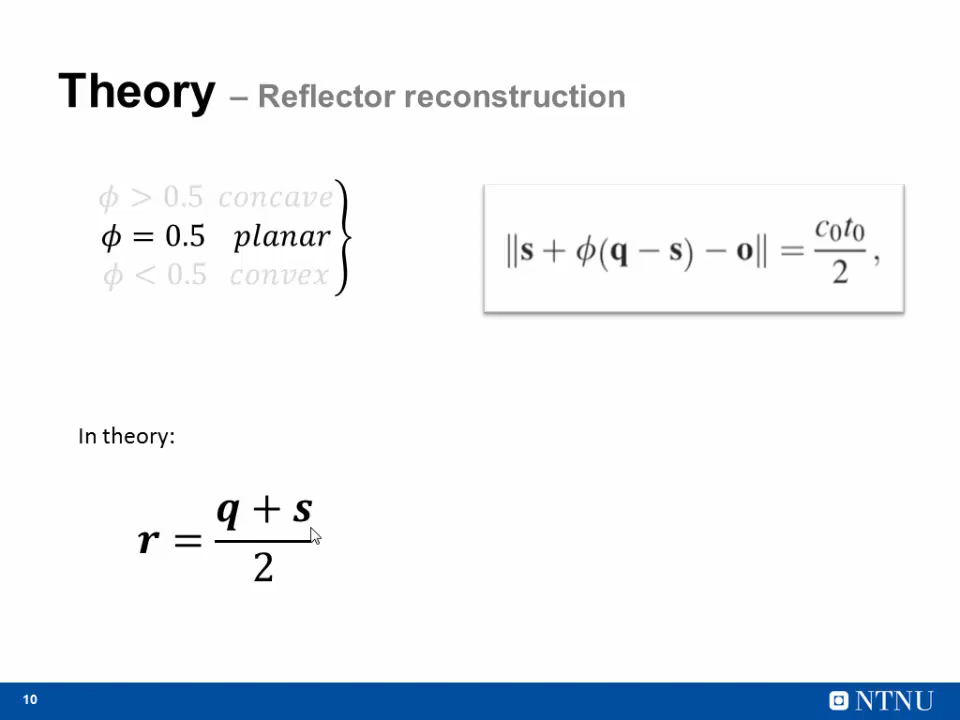 Theory – Reflector reconstruction
ϕ > 0.5 concave
ϕ = 0.5 planar
ϕ < 0.5 convex
‖s + ϕ(q − s) − o‖ = c₀t₀ / 2 ,
In theory:
r = (q + s) / 2
10
NTNU